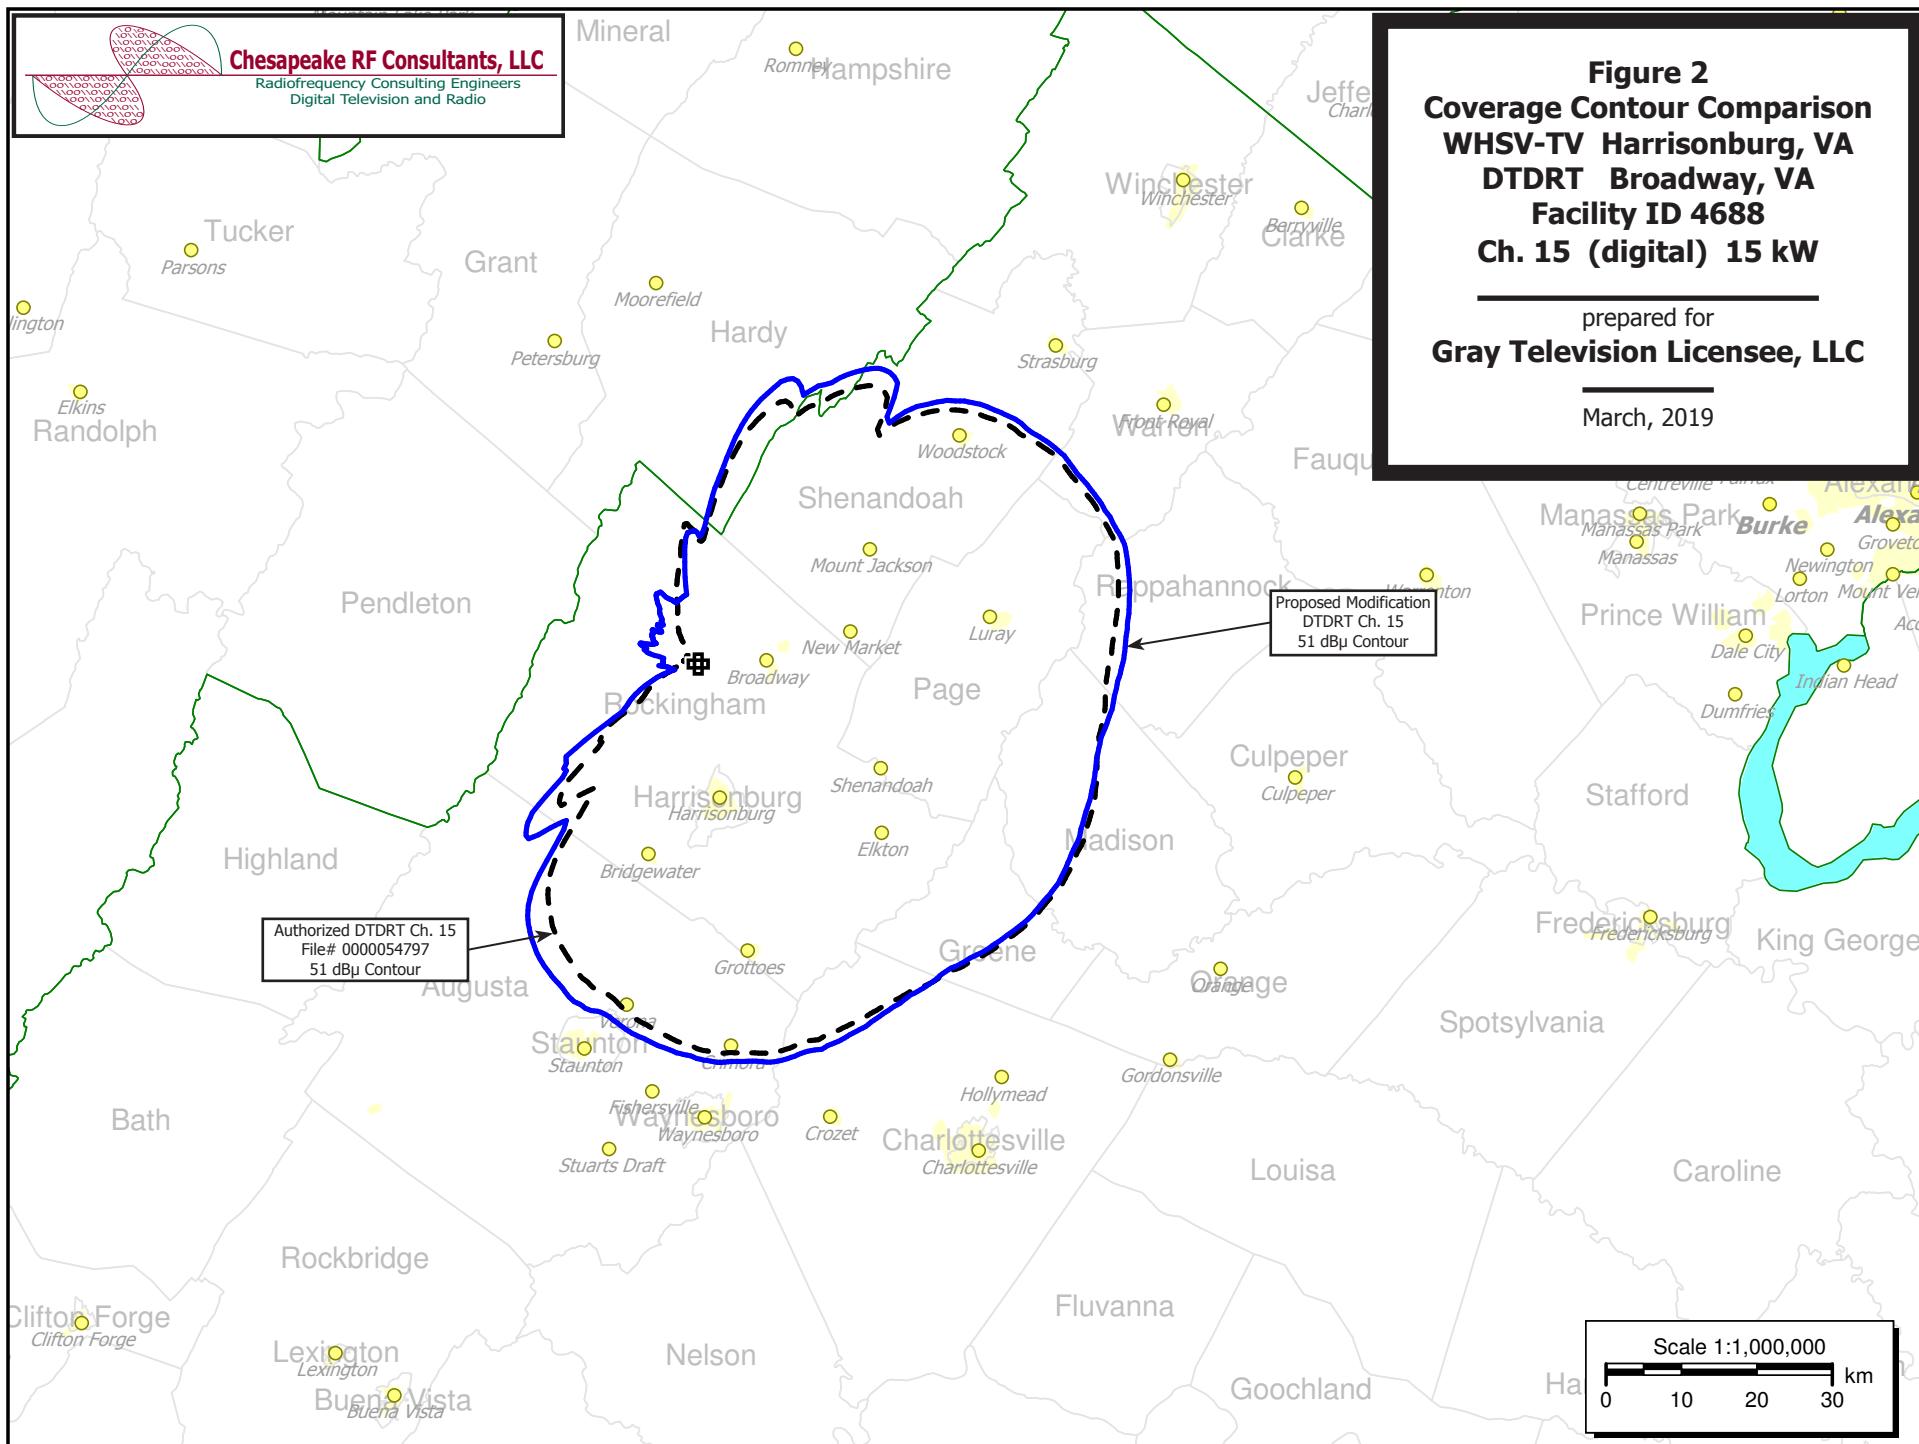 Chesapeake RF Consultants, LLC
Radiofrequency Consulting Engineers
Digital Television and Radio
Figure 2
Coverage Contour Comparison
WHSV-TV Harrisonburg, VA
DTDRT Broadway, VA
Facility ID 4688
Ch. 15 (digital) 15 kW
prepared for
Gray Television Licensee, LLC
March, 2019
Mineral
Romney
Hampshire
Winchester
Winchester
Berryville
Clarke
Tucker
Parsons
Grant
Moorefield
Hardy
Petersburg
Strasburg
Elkins
Randolph
Front Royal
Warren
Woodstock
Shenandoah
Mount Jackson
Manassas Park
Manassas Park
Manassas
Burke
Centreville
Newington
Lorton
Pendleton
Rappahannock
Warrenton
Prince William
Dale City
Indian Head
Dumfries
Proposed Modification
DTDRT Ch. 15
51 dBµ Contour
Luray
New Market
Broadway
Page
Rockingham
Culpeper
Culpeper
Stafford
Shenandoah
Harrisonburg
Harrisonburg
Elkton
Madison
Bridgewater
Highland
Authorized DTDRT Ch. 15
File# 0000054797
51 dBµ Contour
Augusta
Grottoes
Greene
Orange
Orange
Fredericksburg
Fredericksburg
King George
Spotsylvania
Verona
Staunton
Staunton
Crimora
Gordonsville
Hollymead
Fishersville
Waynesboro
Waynesboro
Crozet
Charlottesville
Charlottesville
Stuarts Draft
Bath
Louisa
Caroline
Rockbridge
Fluvanna
Clifton Forge
Clifton Forge
Lexington
Lexington
Nelson
Buena Vista
Buena Vista
Goochland
Scale 1:1,000,000
km
0 10 20 30